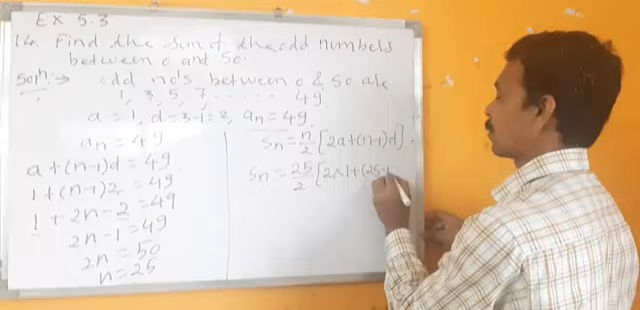 EX 5.3
14. Find the sum of the odd numbers
between 0 and 50.
Soln:→ odd no's between 0 & 50 are
1, 3, 5, 7, ..... 49.
a = 1, d = 3-1 = 2, an = 49.
an = 49
a+(n-1)d = 49
1+(n-1)2 = 49
1+2n-2 = 49
2n-1 = 49
2n = 50
n = 25
Sn = n/2 [2a+(n-1)d].
Sn = 25/2 [2×1+(25-1